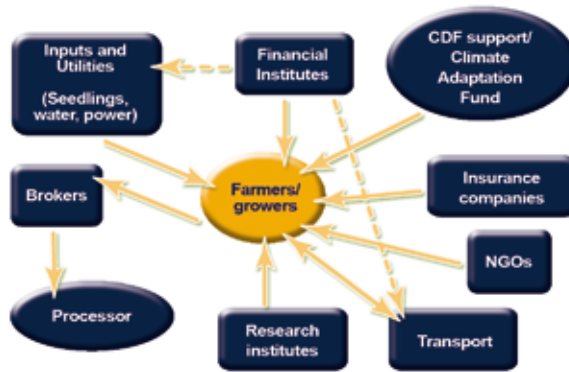 Inputs and
Utilities
(Seedlings,
water, power)
Financial
Institutes
CDF support/
Climate
Adaptation
Fund
Brokers
Farmers/
growers
Insurance
companies
NGOs
Processor
Research
institutes
Transport